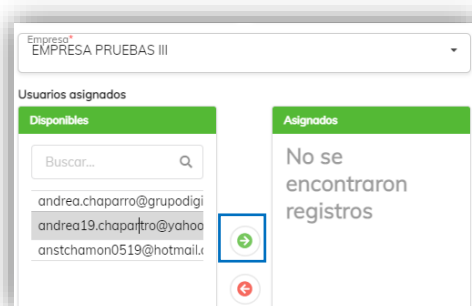 Empresa*
EMPRESA PRUEBAS III
Usuarios asignados
Disponibles
Asignados
Buscar...
No se
encontraron
registros
andrea.chaparro@grupodigi
andrea19.chapartro@yahoo
anstchamon0519@hotmail.c